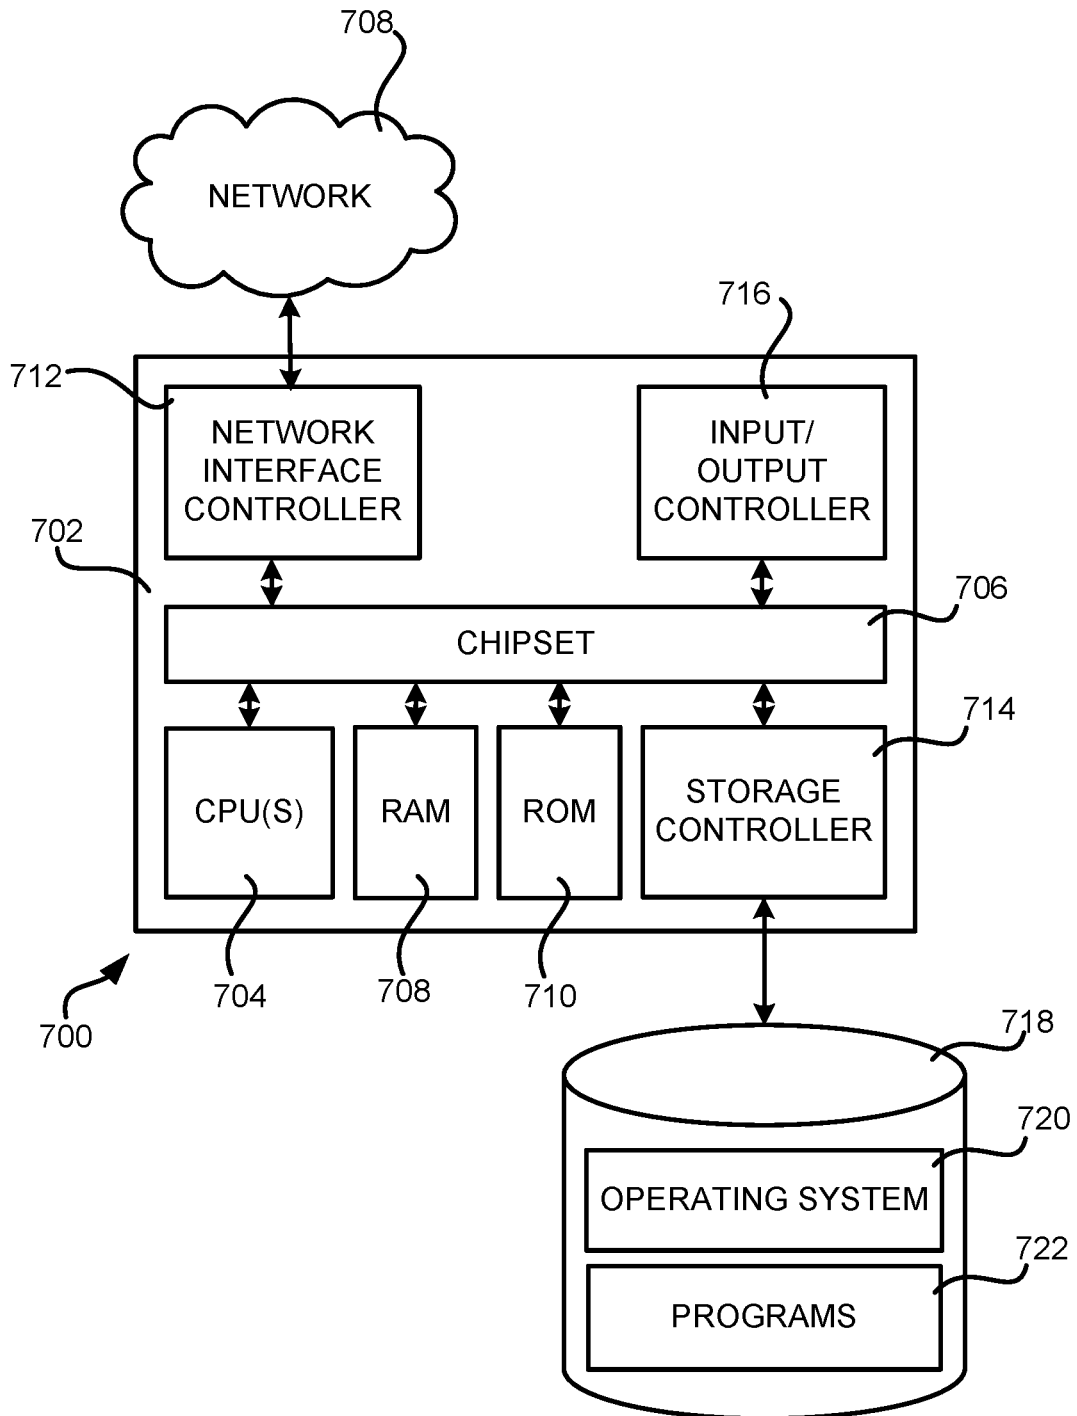 708
NETWORK
716
712
NETWORK
INTERFACE
CONTROLLER
INPUT/
OUTPUT
CONTROLLER
702
706
CHIPSET
714
CPU(S)
RAM
ROM
STORAGE
CONTROLLER
704
708
710
700
718
720
OPERATING SYSTEM
722
PROGRAMS